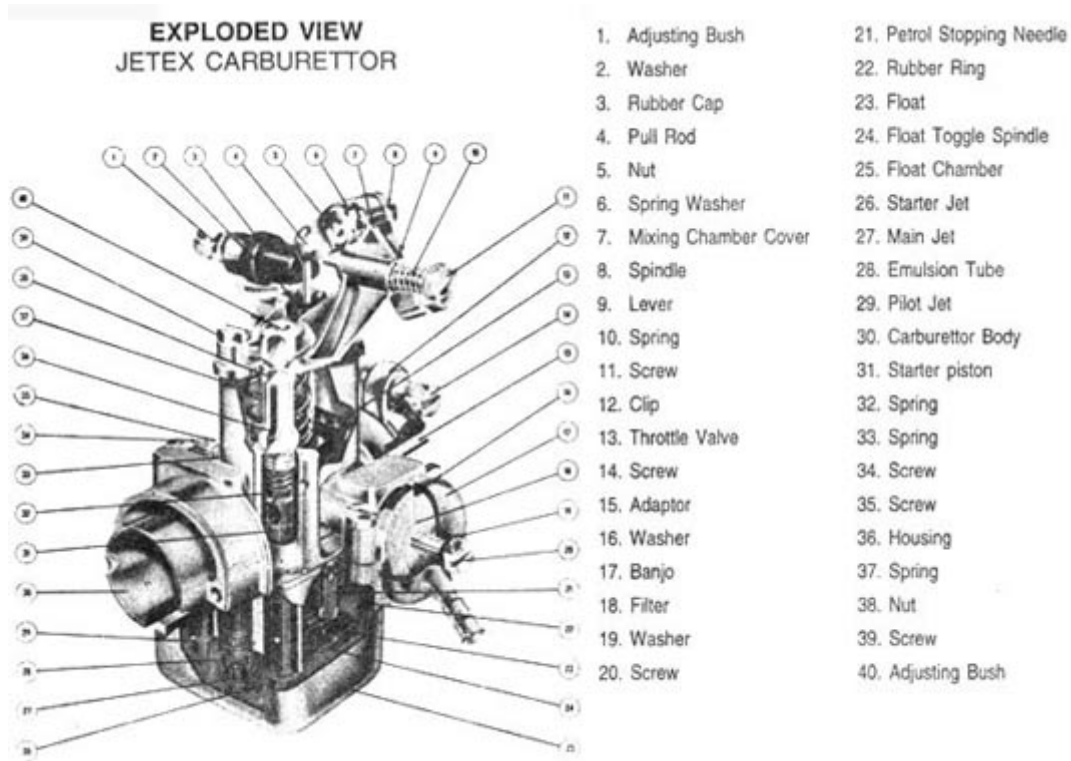 EXPLODED VIEW
JETEX CARBURETTOR
1. Adjusting Bush
2. Washer
3. Rubber Cap
4. Pull Rod
5. Nut
6. Spring Washer
7. Mixing Chamber Cover
8. Spindle
9. Lever
10. Spring
11. Screw
12. Clip
13. Throttle Valve
14. Screw
15. Adaptor
16. Washer
17. Banjo
18. Filter
19. Washer
20. Screw
21. Petrol Stopping Needle
22. Rubber Ring
23. Float
24. Float Toggle Spindle
25. Float Chamber
26. Starter Jet
27. Main Jet
28. Emulsion Tube
29. Pilot Jet
30. Carburettor Body
31. Starter piston
32. Spring
33. Spring
34. Screw
35. Screw
36. Housing
37. Spring
38. Nut
39. Screw
40. Adjusting Bush